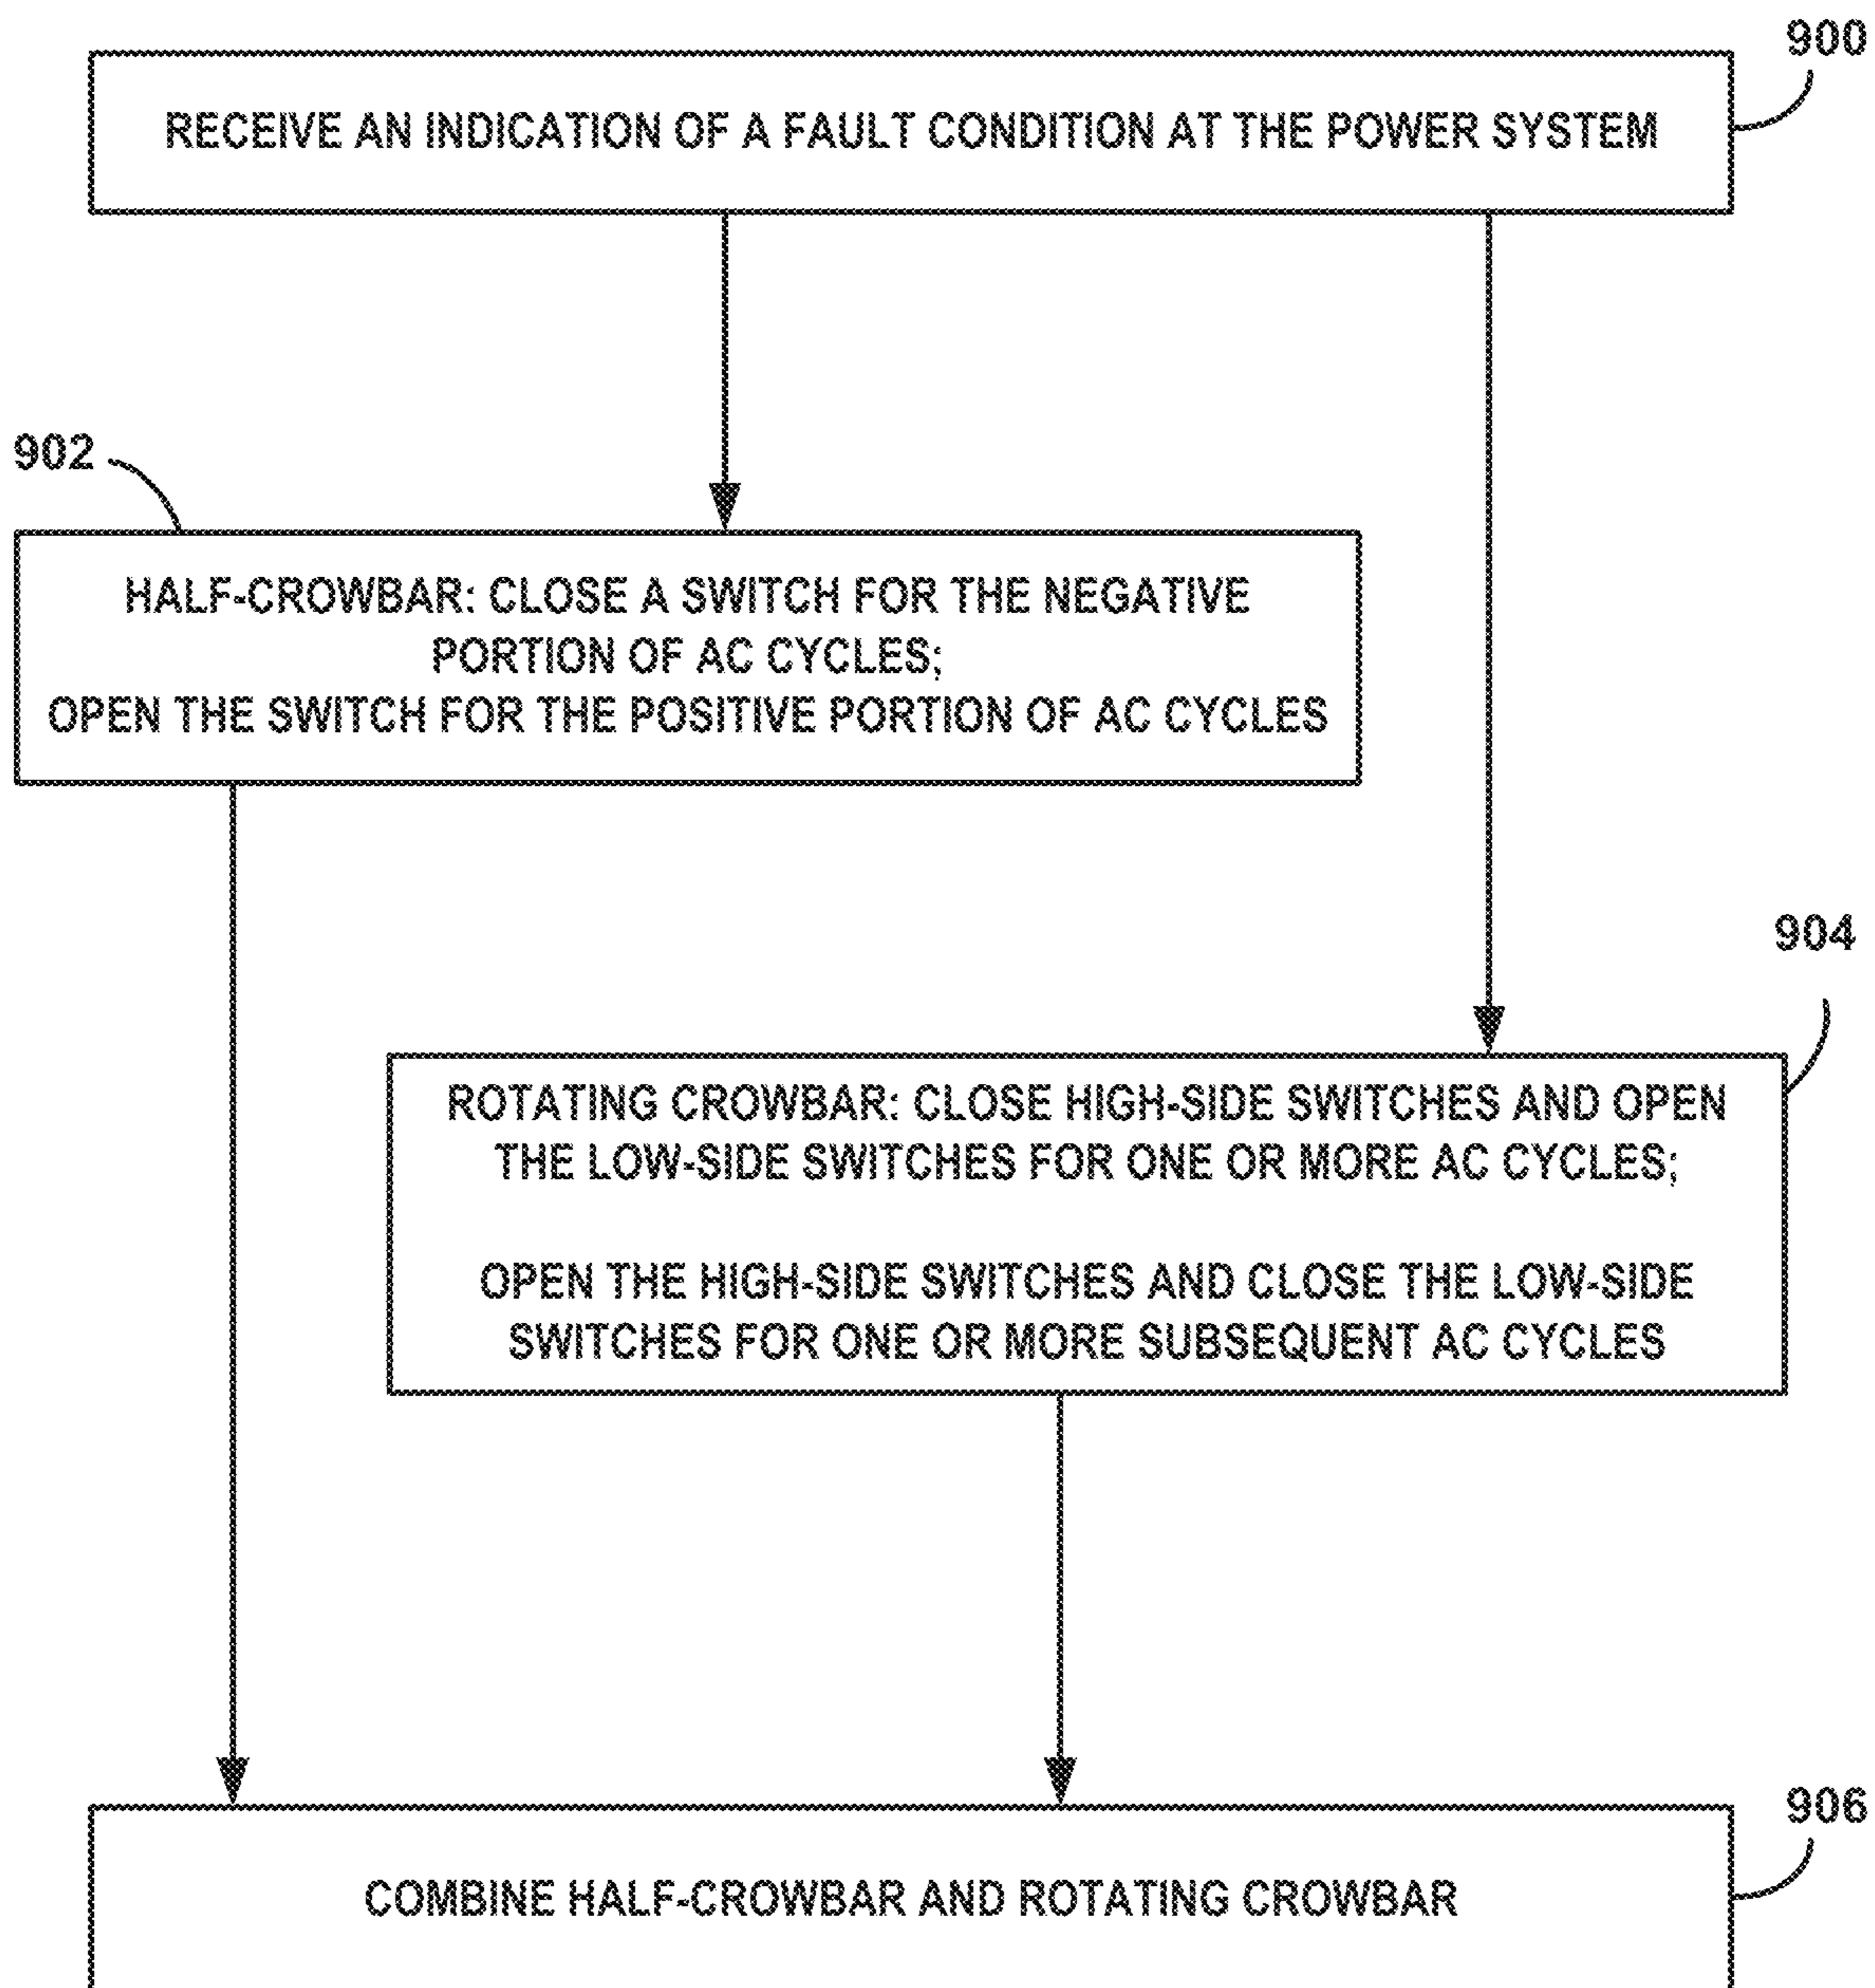 900
RECEIVE AN INDICATION OF A FAULT CONDITION AT THE POWER SYSTEM
902
HALF-CROWBAR: CLOSE A SWITCH FOR THE NEGATIVE
PORTION OF AC CYCLES;
OPEN THE SWITCH FOR THE POSITIVE PORTION OF AC CYCLES
904
ROTATING CROWBAR: CLOSE HIGH-SIDE SWITCHES AND OPEN
THE LOW-SIDE SWITCHES FOR ONE OR MORE AC CYCLES;
OPEN THE HIGH-SIDE SWITCHES AND CLOSE THE LOW-SIDE
SWITCHES FOR ONE OR MORE SUBSEQUENT AC CYCLES
906
COMBINE HALF-CROWBAR AND ROTATING CROWBAR